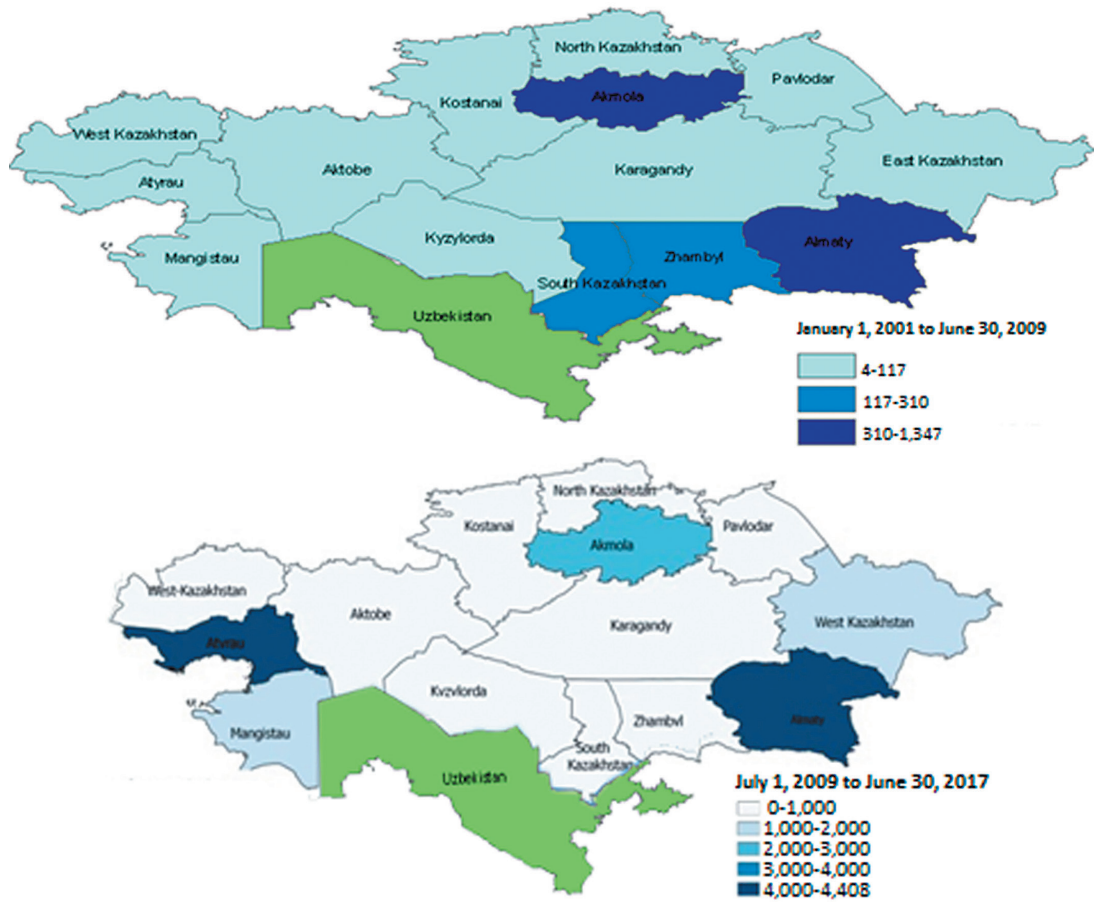 North Kazakhstan
Pavlodar
Kostanai
Akmola
West Kazakhstan
East Kazakhstan
Aktobe
Karagandy
Atyrau
Kyzylorda
Almaty
Mangistau
Zhambyl
South Kazakhstan
Uzbekistan
January 1, 2001 to June 30, 2009
4-117
117-310
310-1,347
North Kazakhstan
Kostanai
Pavlodar
Akmola
West-Kazakhstan
Aktobe
Karagandy
West Kazakhstan
Atyrau
Kvzvlorda
Zhambvl
Almaty
Mangistau
South
Kazakhstan
Uzbekistan
July 1, 2009 to June 30, 2017
0-1,000
1,000-2,000
2,000-3,000
3,000-4,000
4,000-4,408